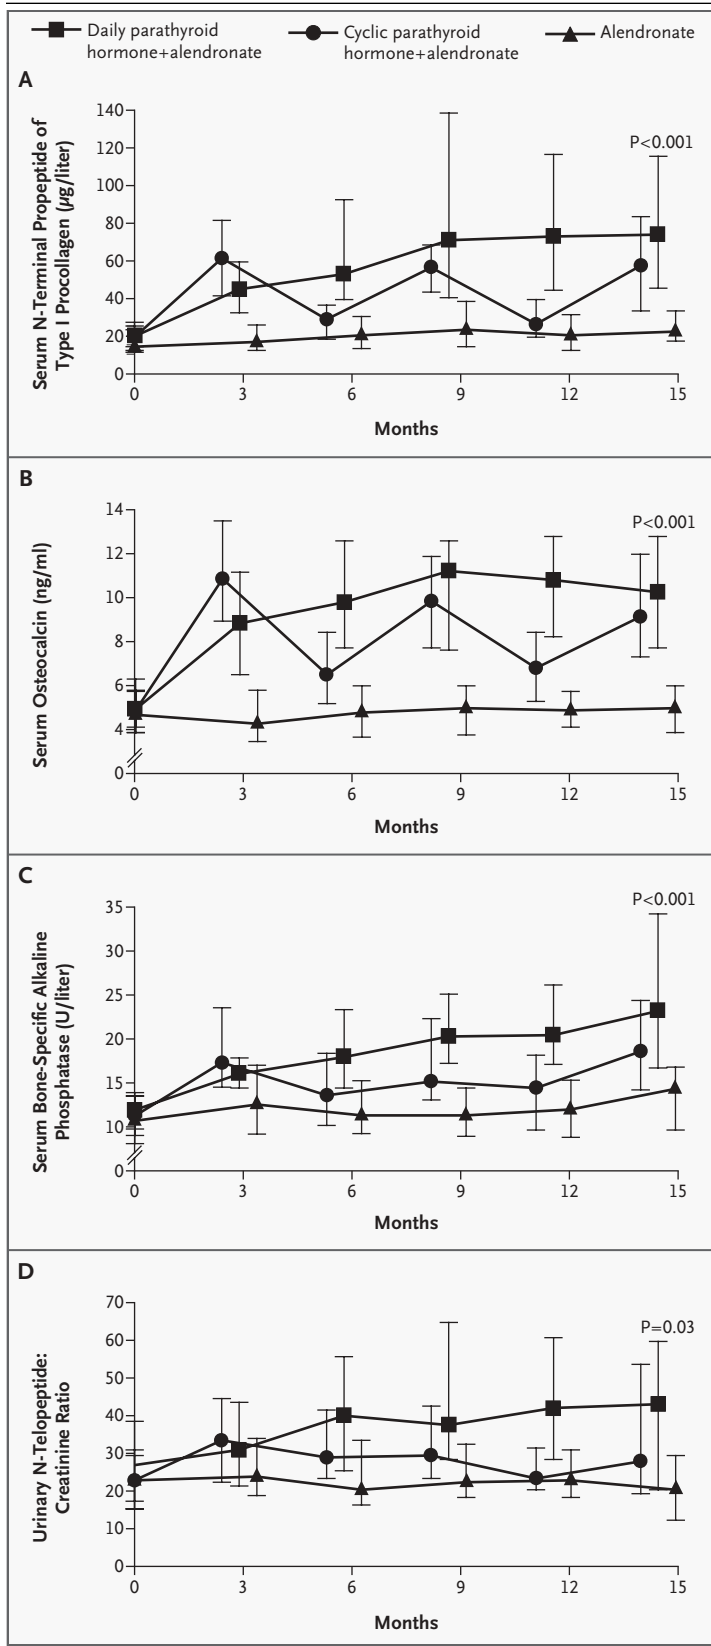 Daily parathyroid
hormone+alendronate
Cyclic parathyroid
hormone+alendronate
Alendronate
A
Serum N-Terminal Propeptide of
Type I Procollagen (µg/liter)
140
120
100
80
60
40
20
0
P<0.001
0 3 6 9 12 15
Months
B
Serum Osteocalcin (ng/ml)
14
12
10
8
6
4
0
P<0.001
0 3 6 9 12 15
Months
C
Serum Bone-Specific Alkaline
Phosphatase (U/liter)
35
30
25
20
15
10
0
P<0.001
0 3 6 9 12 15
Months
D
Urinary N-Telopeptide:
Creatinine Ratio
70
60
50
40
30
20
10
0
P=0.03
0 3 6 9 12 15
Months